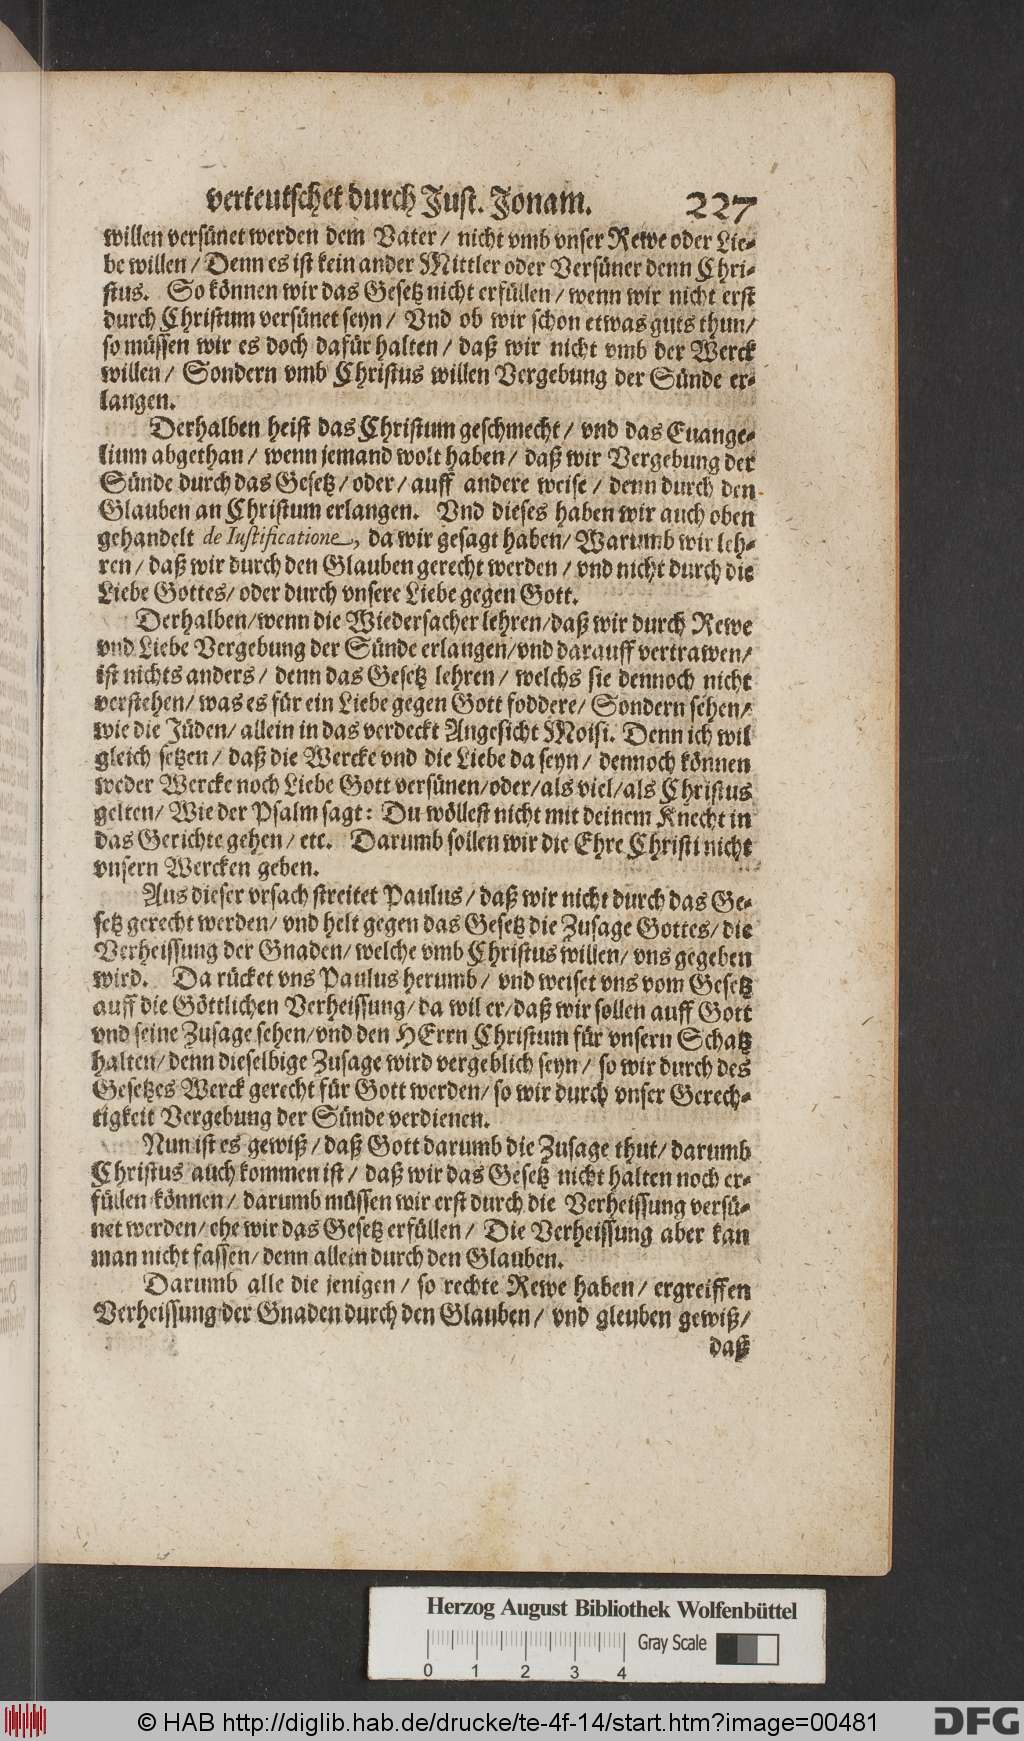 verteutschet durch Just. Jonam. 227
willen versünet werden dem Vater / nicht vmb vnser Rewe oder Lie-
be willen / Denn es ist kein ander Mittler oder Versüner denn Chri-
stus. So können wir das Gesetz nicht erfüllen / wenn wir nicht erst
durch Christum versünet seyn / Vnd ob wir schon etwas guts thun /
so müssen wir es doch dafür halten / daß wir nicht vmb der Werck
willen / Sondern vmb Christus willen Vergebung der Sünde er-
langen.
Derhalben heist das Christum geschmecht / vnd das Euange-
lium abgethan / wenn jemand wolt haben / daß wir Vergebung der
Sünde durch das Gesetz / oder / auff andere weise / denn durch den
Glauben an Christum erlangen. Vnd dieses haben wir auch oben
gehandelt de Iustificatione, da wir gesagt haben / Warumb wir leh-
ren / daß wir durch den Glauben gerecht werden / vnd nicht durch die
Liebe Gottes / oder durch vnsere Liebe gegen Gott.
Derhalben / wenn die Wiedersacher lehren / daß wir durch Rewe
vnd Liebe Vergebung der Sünde erlangen / vnd darauff vertrawen /
ist nichts anders / denn das Gesetz lehren / welchs sie dennoch nicht
verstehen / was es für ein Liebe gegen Gott foddere / Sondern sehen /
wie die Jüden / allein in das verdeckt Angesicht Moisi. Denn ich wil
gleich setzen / daß die Wercke vnd die Liebe da seyn / dennoch können
weder Wercke noch Liebe Gott versünen / oder / als viel / als Christus
gelten / Wie der Psalm sagt: Du wöllest nicht mit deinem Knecht in
das Gerichte gehen / etc. Darumb sollen wir die Ehre Christi nicht
vnsern Wercken geben.
Aus dieser vrsach streitet Paulus / daß wir nicht durch das Ge-
setz gerecht werden / vnd helt gegen das Gesetz die Zusage Gottes / die
Verheissung der Gnaden / welche vmb Christus willen / vns gegeben
wird. Da rücket vns Paulus herumb / vnd weiset vns vom Gesetz
auff die Göttlichen Verheissung / da wil er / daß wir sollen auff Gott
vnd seine Zusage sehen / vnd den HErrn Christum für vnsern Schatz
halten / denn dieselbige Zusage wird vergeblich seyn / so wir durch des
Gesetzes Werck gerecht für Gott werden / so wir durch vnser Gerech-
tigkeit Vergebung der Sünde verdienen.
Nun ist es gewiß / daß Gott darumb die Zusage thut / darumb
Christus auch kommen ist / daß wir das Gesetz nicht halten noch er-
füllen können / darumb müssen wir erst durch die Verheissung versü-
net werden / ehe wir das Gesetz erfüllen / Die Verheissung aber kan
man nicht fassen / denn allein durch den Glauben.
Darumb alle die jenigen / so rechte Rewe haben / ergreiffen
Verheissung der Gnaden durch den Glauben / vnd gleuben gewiß /
daß
Herzog August Bibliothek Wolfenbüttel
Gray Scale
0 1 2 3 4
© HAB http://diglib.hab.de/drucke/te-4f-14/start.htm?image=00481
DFG